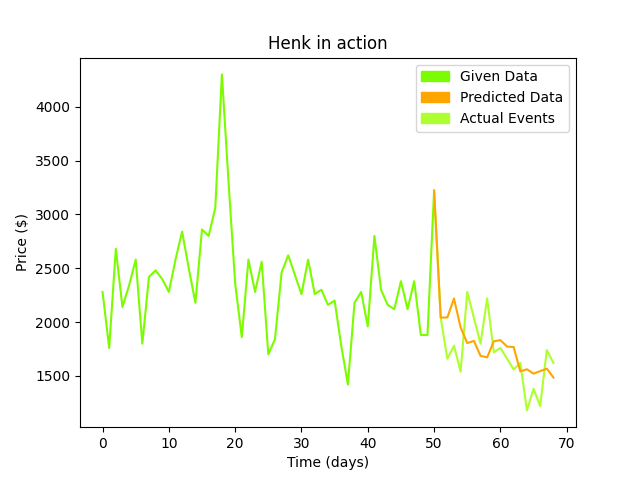 Henk in action
Given Data
Predicted Data
Actual Events
Price ($)
4000
3500
3000
2500
2000
1500
0 10 20 30 40 50 60 70
Time (days)